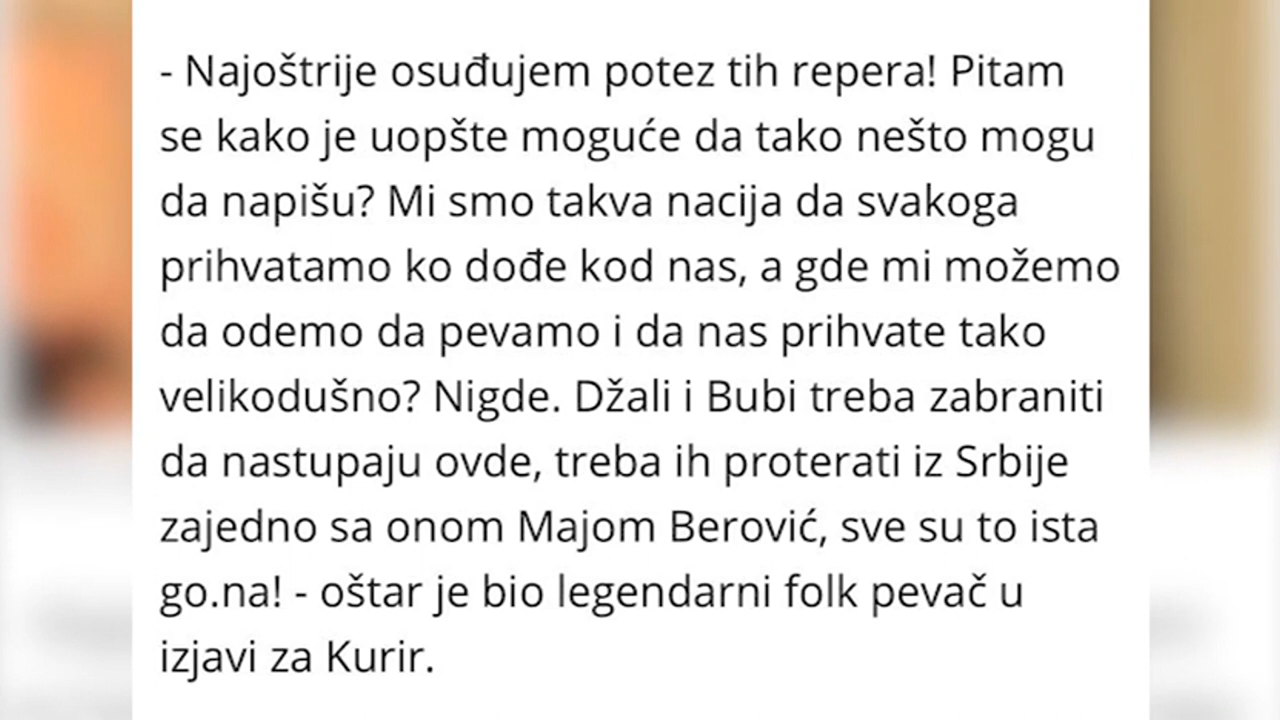 - Najoštrije osuđujem potez tih repera! Pitam
se kako je uopšte moguće da tako nešto mogu
da napišu? Mi smo takva nacija da svakoga
prihvatamo ko dođe kod nas, a gde mi možemo
da odemo da pevamo i da nas prihvate tako
velikodušno? Nigde. Džali i Bubi treba zabraniti
da nastupaju ovde, treba ih proterati iz Srbije
zajedno sa onom Majom Berović, sve su to ista
go.na! - oštar je bio legendarni folk pevač u
izjavi za Kurir.